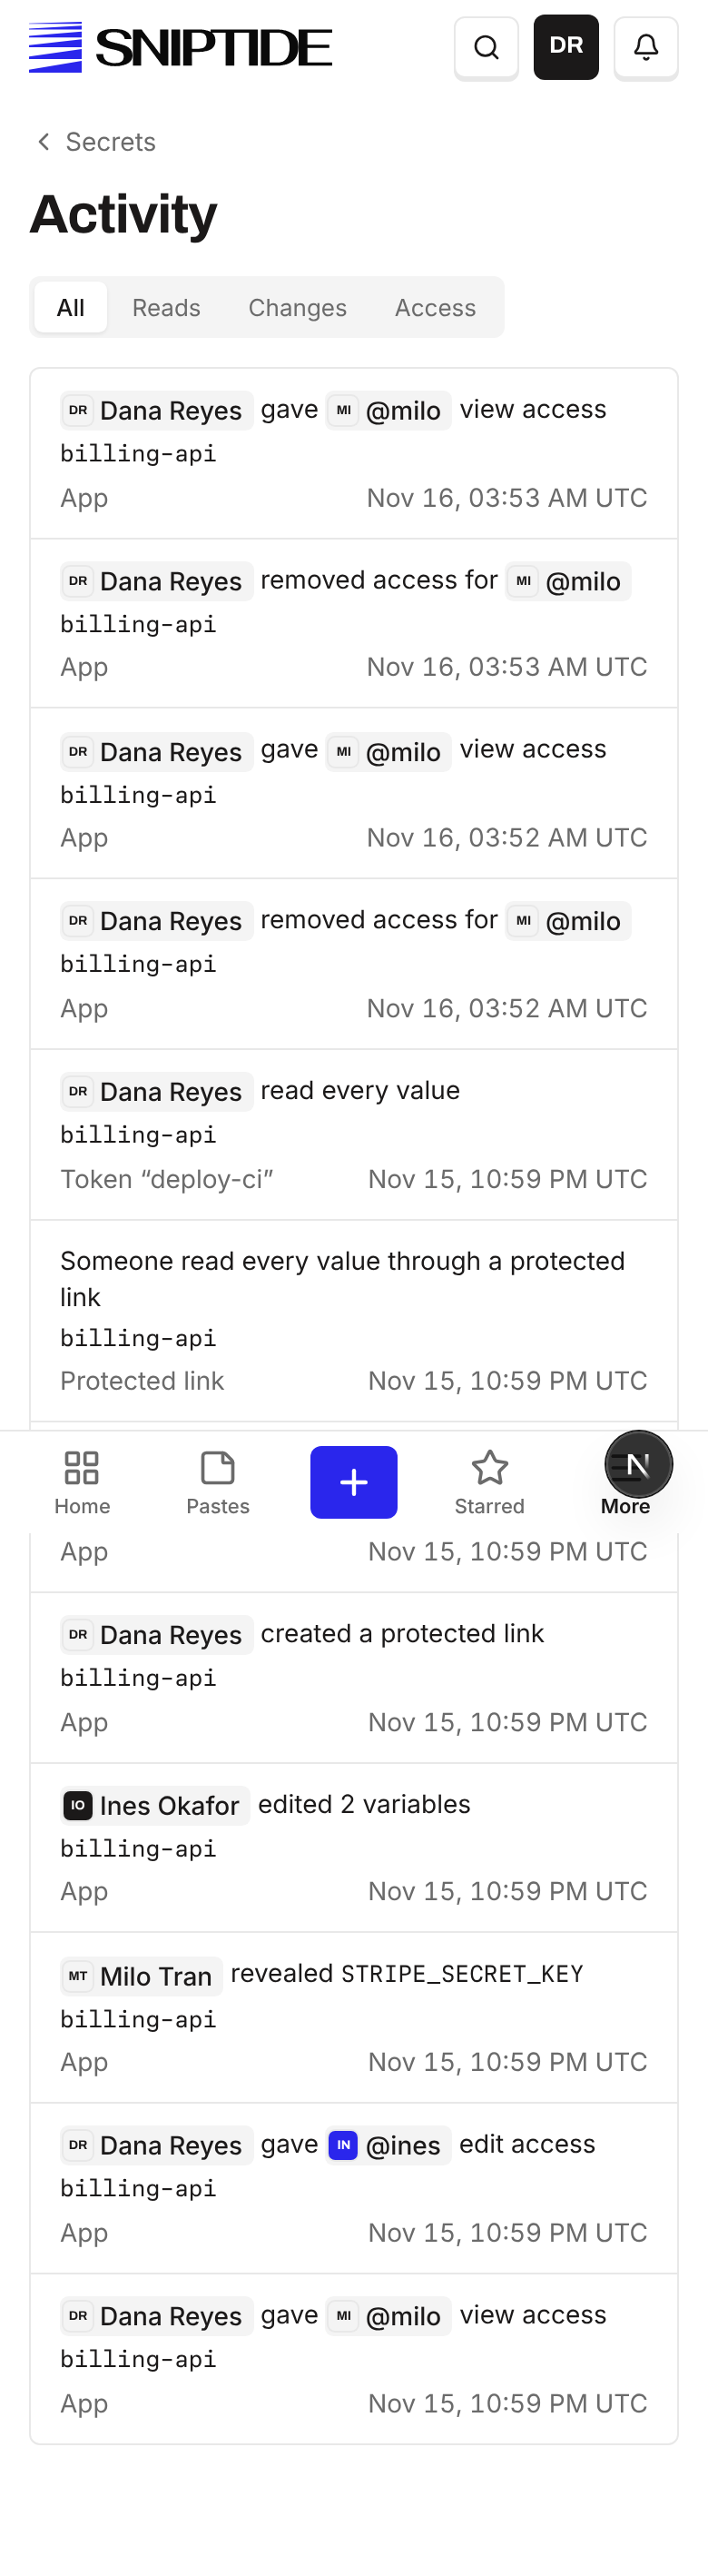 SNIPTIDE
DR
Secrets
Activity
All Reads Changes Access
DR Dana Reyes gave MI @milo view access
billing-api
App Nov 16, 03:53 AM UTC
DR Dana Reyes removed access for MI @milo
billing-api
App Nov 16, 03:53 AM UTC
DR Dana Reyes gave MI @milo view access
billing-api
App Nov 16, 03:52 AM UTC
DR Dana Reyes removed access for MI @milo
billing-api
App Nov 16, 03:52 AM UTC
DR Dana Reyes read every value
billing-api
Token “deploy-ci” Nov 15, 10:59 PM UTC
Someone read every value through a protected
link
billing-api
Protected link Nov 15, 10:59 PM UTC
N
Home Pastes Starred More
App Nov 15, 10:59 PM UTC
DR Dana Reyes created a protected link
billing-api
App Nov 15, 10:59 PM UTC
IO Ines Okafor edited 2 variables
billing-api
App Nov 15, 10:59 PM UTC
MT Milo Tran revealed STRIPE_SECRET_KEY
billing-api
App Nov 15, 10:59 PM UTC
DR Dana Reyes gave IN @ines edit access
billing-api
App Nov 15, 10:59 PM UTC
DR Dana Reyes gave MI @milo view access
billing-api
App Nov 15, 10:59 PM UTC